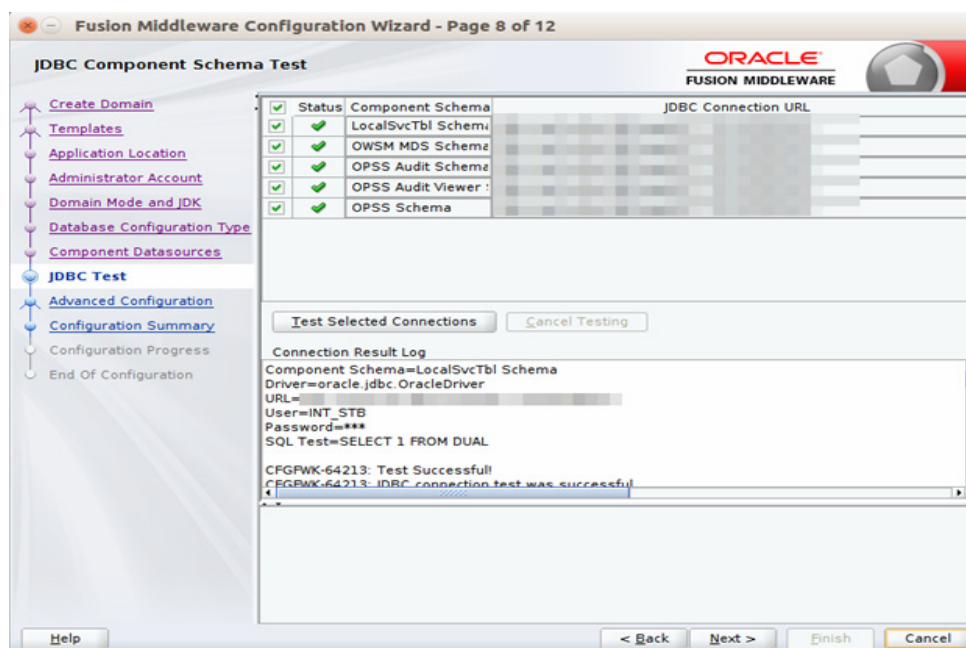 Fusion Middleware Configuration Wizard - Page 8 of 12
JDBC Component Schema Test
ORACLE
FUSION MIDDLEWARE
Create Domain
Templates
Application Location
Administrator Account
Domain Mode and JDK
Database Configuration Type
Component Datasources
JDBC Test
Advanced Configuration
Configuration Summary
Configuration Progress
End Of Configuration
Status Component Schema JDBC Connection URL
LocalSvcTbl Schema
OWSM MDS Schema
OPSS Audit Schema
OPSS Audit Viewer
OPSS Schema
Test Selected Connections Cancel Testing
Connection Result Log
Component Schema=LocalSvcTbl Schema
Driver=oracle.jdbc.OracleDriver
URL=
User=INT_STB
Password=***
SQL Test=SELECT 1 FROM DUAL
CFGFWK-64213: Test Successful!
CFGFWK-64213: JDBC connection test was successful
Help < Back Next > Finish Cancel